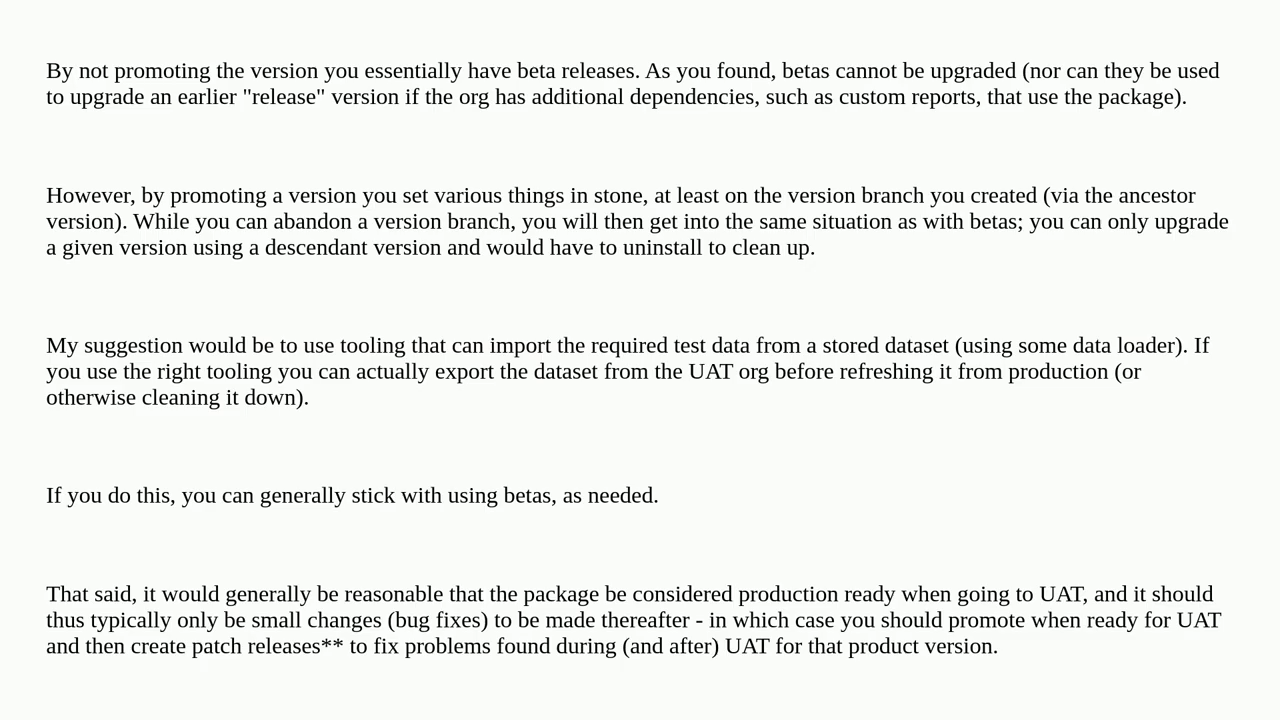 By not promoting the version you essentially have beta releases. As you found, betas cannot be upgraded (nor can they be used
to upgrade an earlier "release" version if the org has additional dependencies, such as custom reports, that use the package).
However, by promoting a version you set various things in stone, at least on the version branch you created (via the ancestor
version). While you can abandon a version branch, you will then get into the same situation as with betas; you can only upgrade
a given version using a descendant version and would have to uninstall to clean up.
My suggestion would be to use tooling that can import the required test data from a stored dataset (using some data loader). If
you use the right tooling you can actually export the dataset from the UAT org before refreshing it from production (or
otherwise cleaning it down).
If you do this, you can generally stick with using betas, as needed.
That said, it would generally be reasonable that the package be considered production ready when going to UAT, and it should
thus typically only be small changes (bug fixes) to be made thereafter - in which case you should promote when ready for UAT
and then create patch releases** to fix problems found during (and after) UAT for that product version.